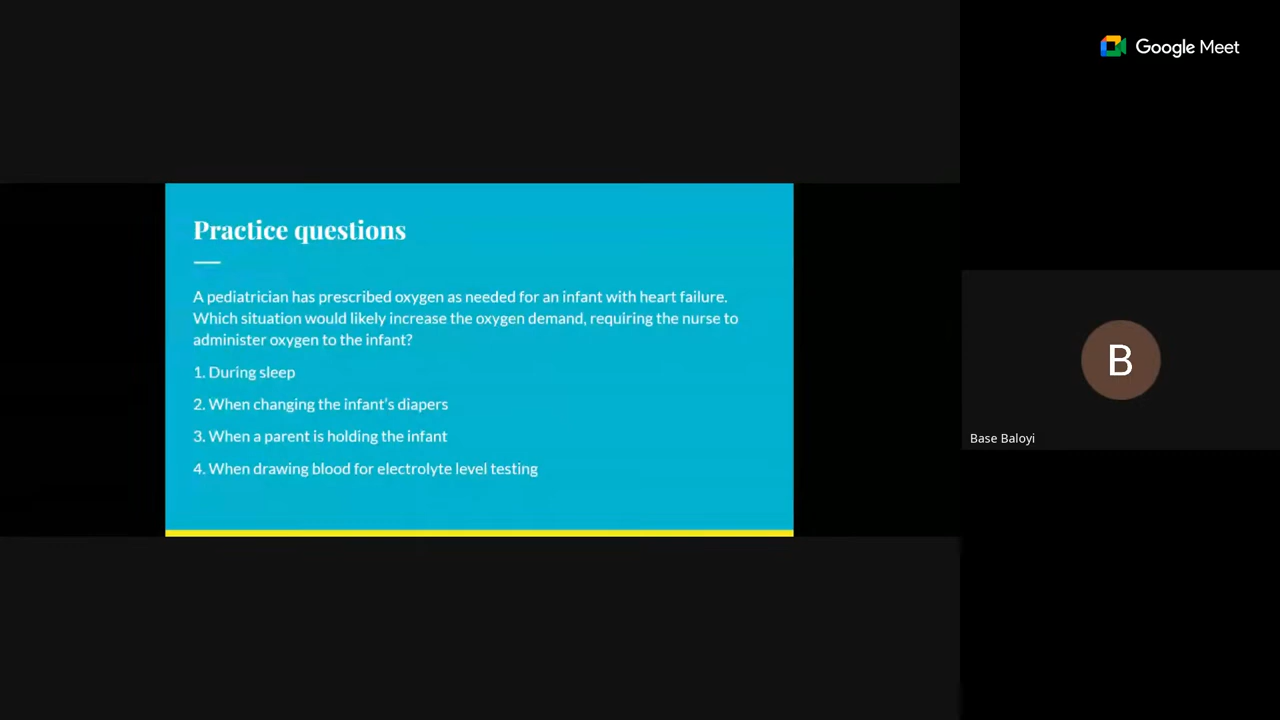 Google Meet
Practice questions
A pediatrician has prescribed oxygen as needed for an infant with heart failure.
Which situation would likely increase the oxygen demand, requiring the nurse to
administer oxygen to the infant?
1. During sleep
2. When changing the infant's diapers
3. When a parent is holding the infant
4. When drawing blood for electrolyte level testing
B
Base Baloyi